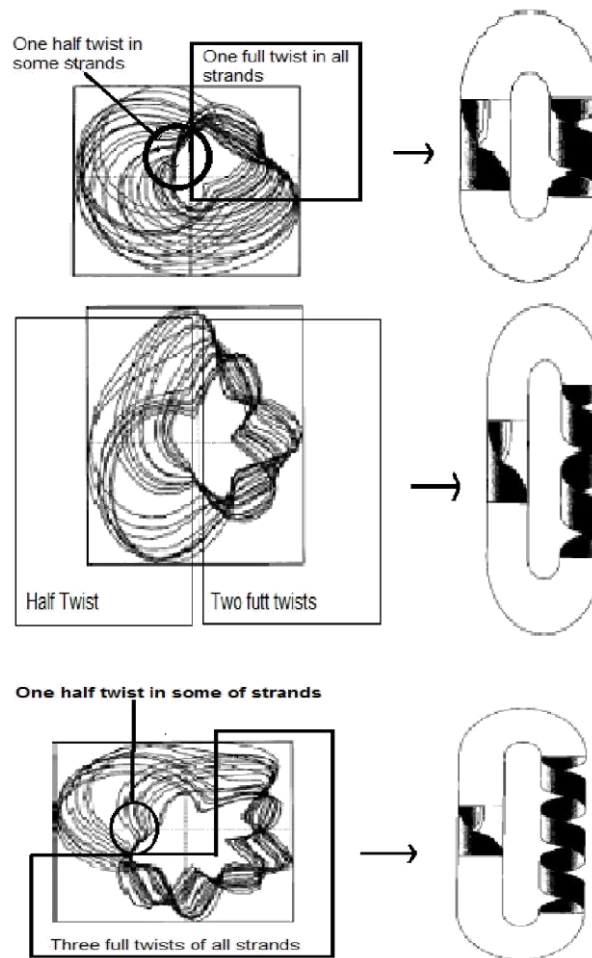 One half twist in
some strands
One full twist in all
strands
Half Twist
Two futt twists
One half twist in some of strands
Three full twists of all strands